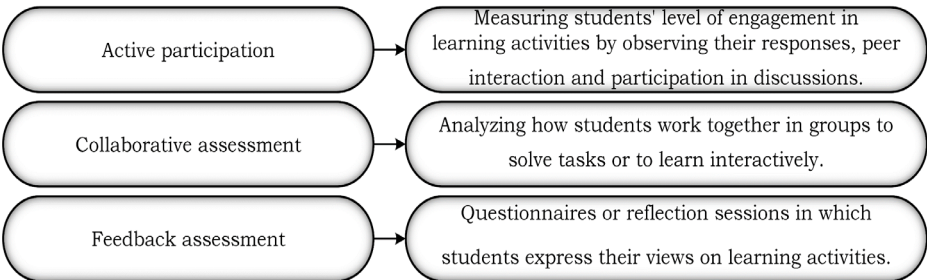 Active participation
Measuring students' level of engagement in
learning activities by observing their responses, peer
interaction and participation in discussions.
Collaborative assessment
Analyzing how students work together in groups to
solve tasks or to learn interactively.
Feedback assessment
Questionnaires or reflection sessions in which
students express their views on learning activities.